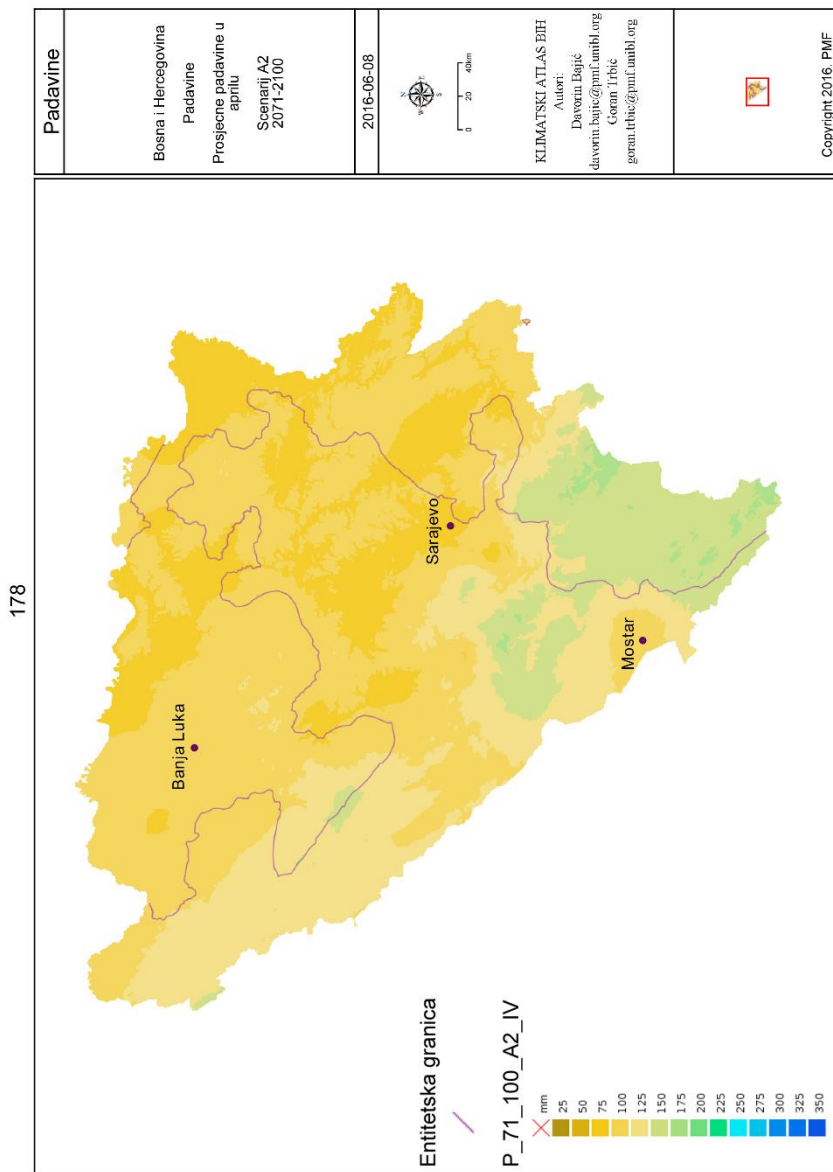 178
Banja Luka
Sarajevo
Mostar
Entitetska granica
P_71_100_A2_IV
mm
25
50
75
100
125
150
175
200
225
250
275
300
325
350
Padavine
Bosna i Hercegovina
Padavine
Prosjecne padavine u
aprilu
Scenarij A2
2071-2100
2016-06-08
N
W E
S
0 20 40km
KLIMATSKI ATLAS BIH
Autori:
Davorin Bajić
davorin.bajic@pmf.unibl.org
Goran Trbić
goran.trbic@pmf.unibl.org
Copyright 2016. PMF